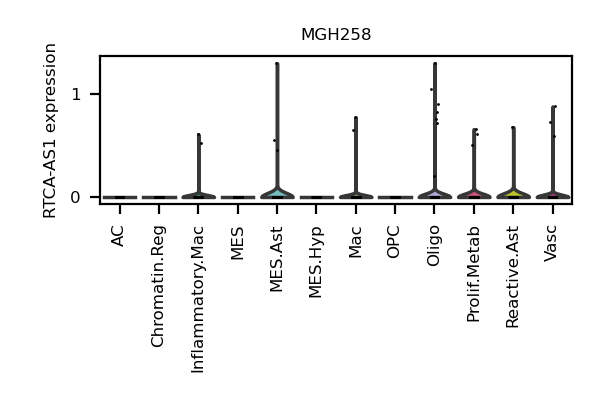 MGH258
RTCA-AS1 expression
1
0
AC
Chromatin.Reg
Inflammatory.Mac
MES
MES.Ast
MES.Hyp
Mac
OPC
Oligo
Prolif.Metab
Reactive.Ast
Vasc